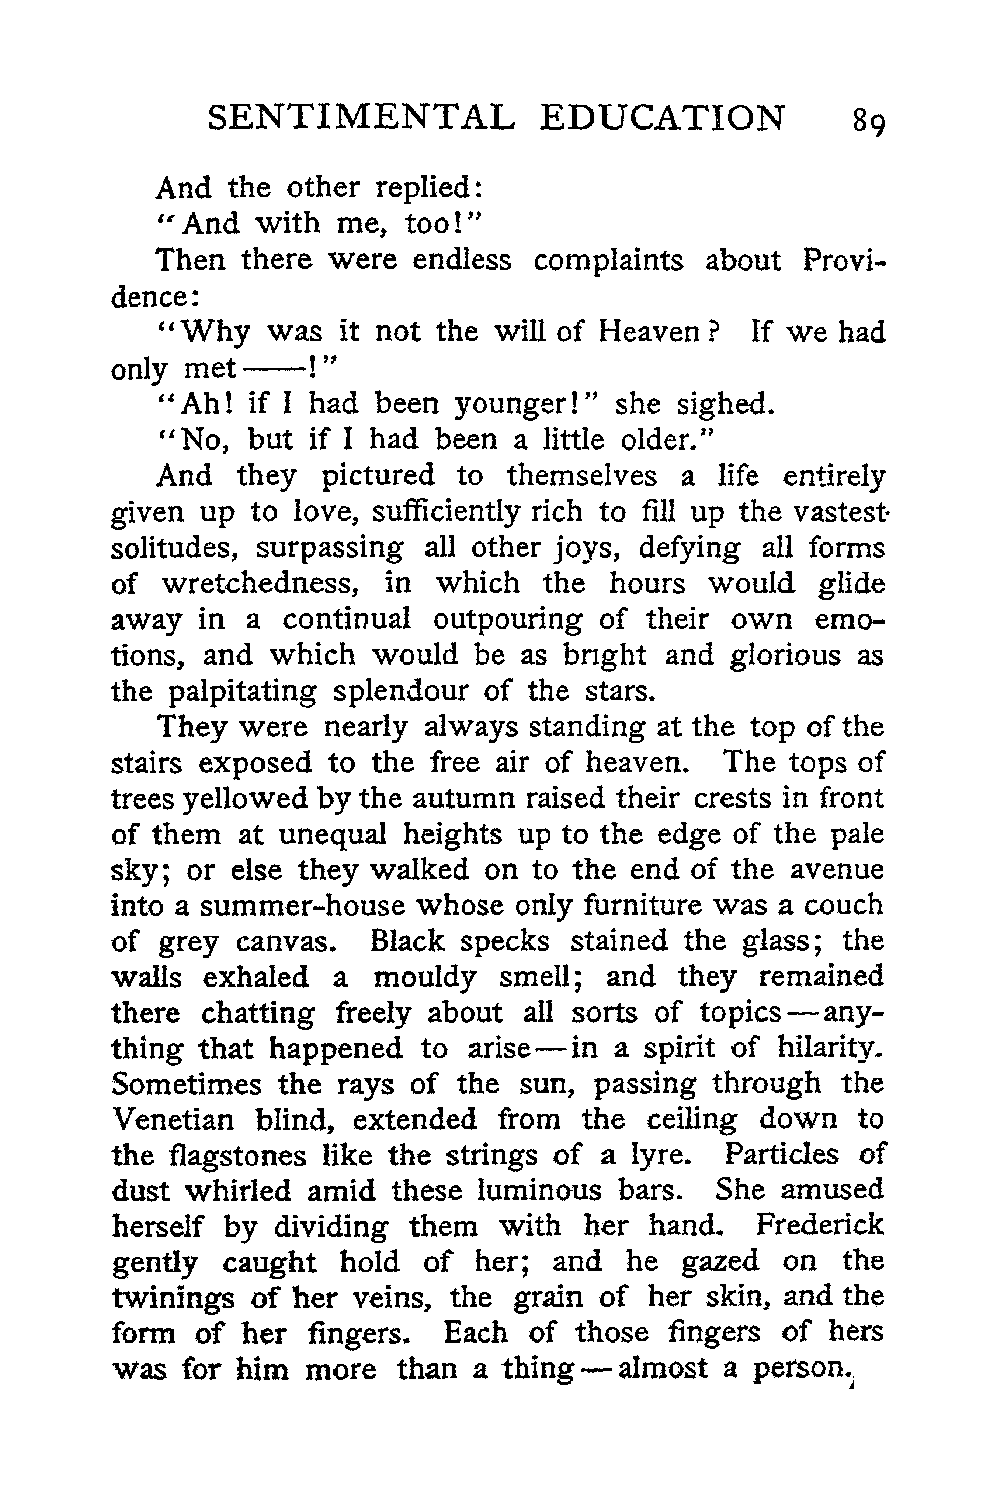 SENTIMENTAL EDUCATION 89
And the other replied:
"And with me, too!"
Then there were endless complaints about Provi-
dence:
"Why was it not the will of Heaven? If we had
only met——!"
"Ah! if I had been younger!" she sighed.
"No, but if I had been a little older."
And they pictured to themselves a life entirely
given up to love, sufficiently rich to fill up the vastest
solitudes, surpassing all other joys, defying all forms
of wretchedness, in which the hours would glide
away in a continual outpouring of their own emo-
tions, and which would be as bright and glorious as
the palpitating splendour of the stars.
They were nearly always standing at the top of the
stairs exposed to the free air of heaven. The tops of
trees yellowed by the autumn raised their crests in front
of them at unequal heights up to the edge of the pale
sky; or else they walked on to the end of the avenue
into a summer-house whose only furniture was a couch
of grey canvas. Black specks stained the glass; the
walls exhaled a mouldy smell; and they remained
there chatting freely about all sorts of topics—any-
thing that happened to arise—in a spirit of hilarity.
Sometimes the rays of the sun, passing through the
Venetian blind, extended from the ceiling down to
the flagstones like the strings of a lyre. Particles of
dust whirled amid these luminous bars. She amused
herself by dividing them with her hand. Frederick
gently caught hold of her; and he gazed on the
twinings of her veins, the grain of her skin, and the
form of her fingers. Each of those fingers of hers
was for him more than a thing—almost a person.